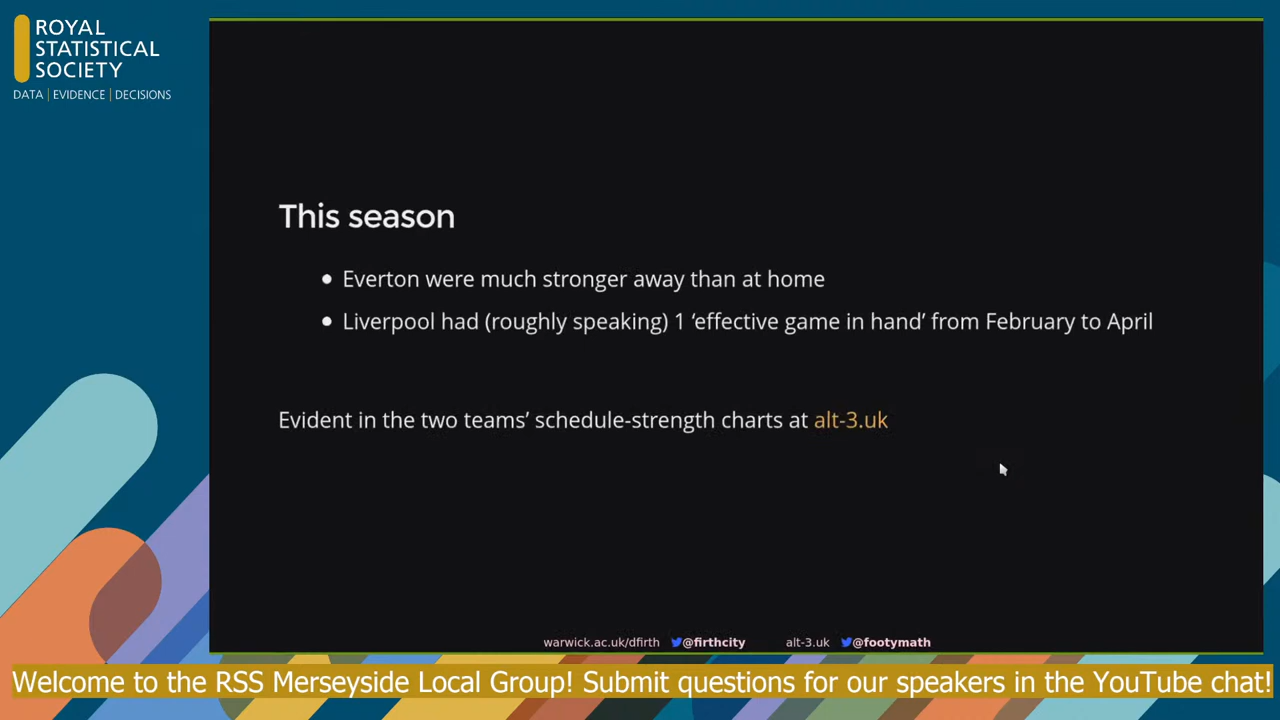 ROYAL
STATISTICAL
SOCIETY
DATA | EVIDENCE | DECISIONS
This season
• Everton were much stronger away than at home
• Liverpool had (roughly speaking) 1 ‘effective game in hand’ from February to April
Evident in the two teams’ schedule-strength charts at alt-3.uk
warwick.ac.uk/dfirth @firthcity alt-3.uk @footymath
Welcome to the RSS Merseyside Local Group! Submit questions for our speakers in the YouTube chat!